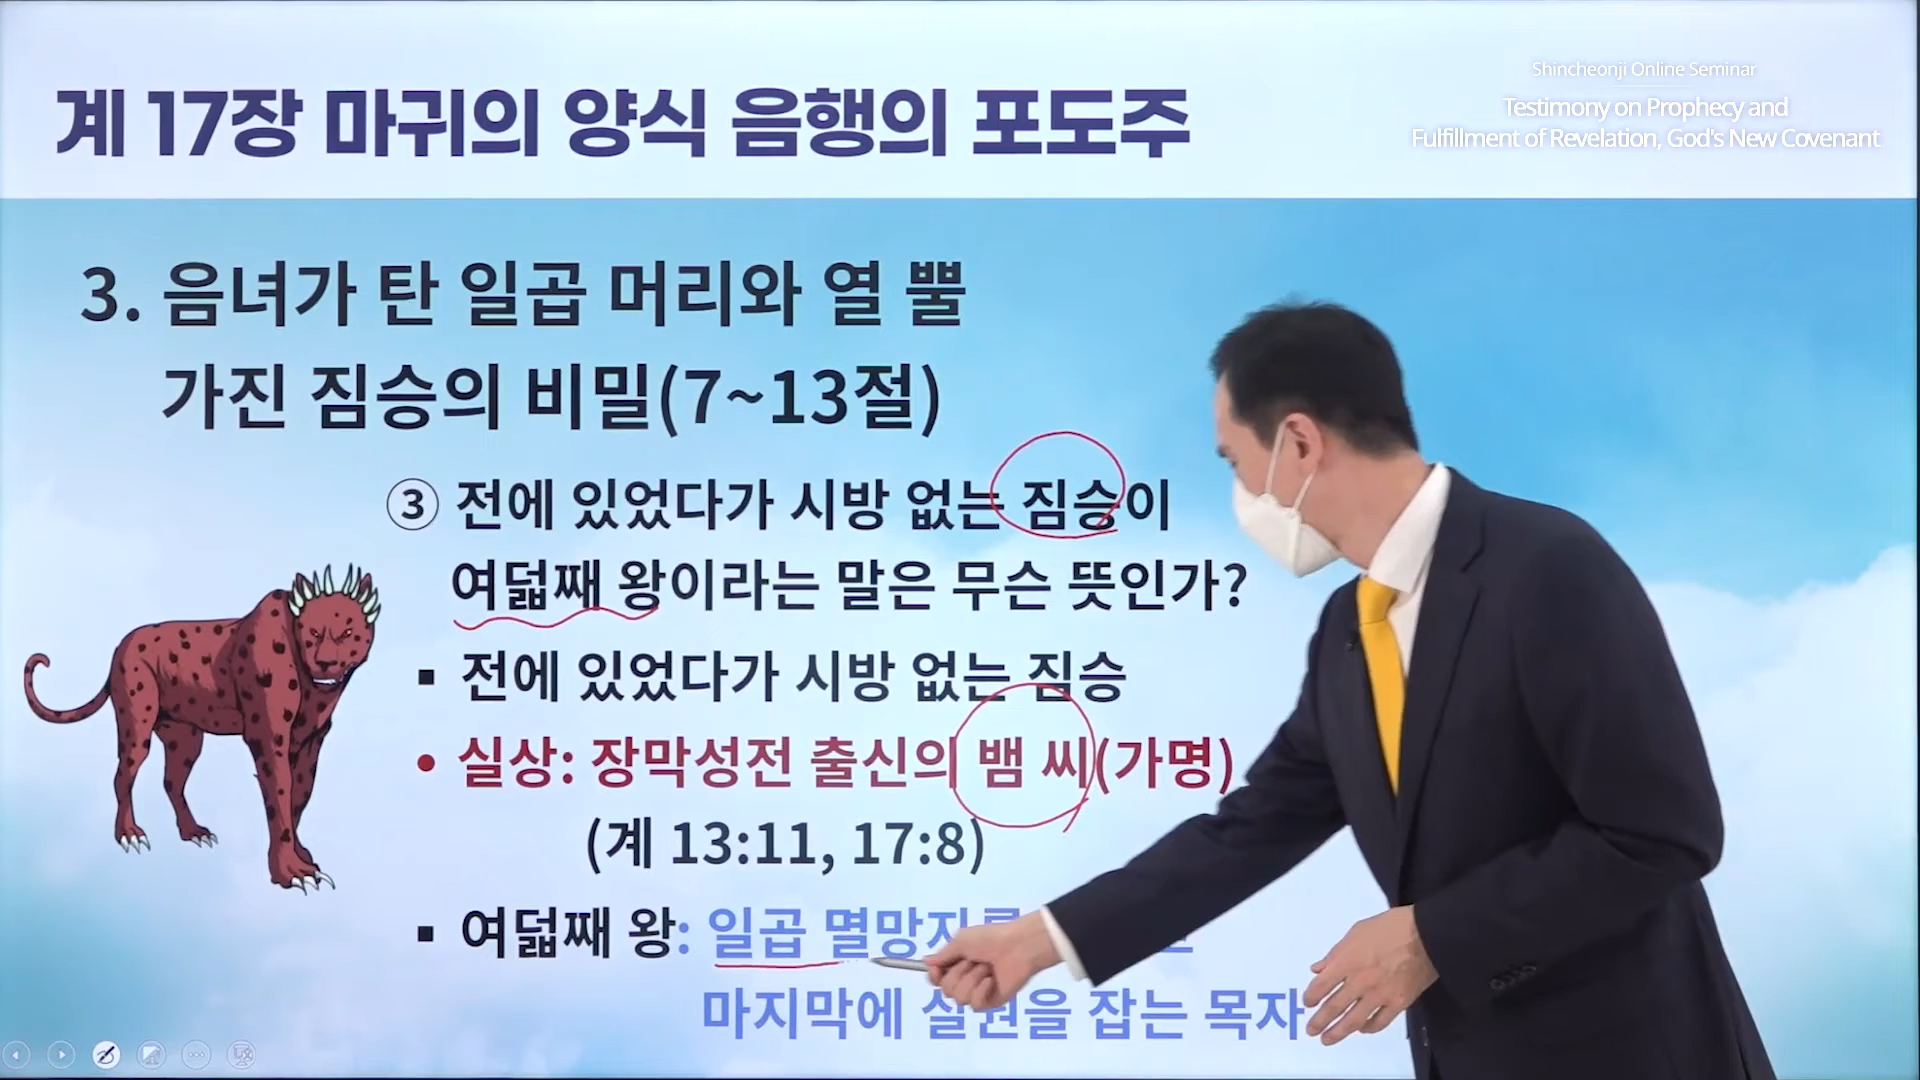 계 17장 마귀의 양식 음행의 포도주
Shincheonji Online Seminar
Testimony on Prophecy and
Fulfillment of Revelation, God's New Covenant
3. 음녀가 탄 일곱 머리와 열 뿔
가진 짐승의 비밀(7~13절)
③ 전에 있었다가 시방 없는 짐승이
여덟째 왕이라는 말은 무슨 뜻인가?
▪ 전에 있었다가 시방 없는 짐승
• 실상: 장막성전 출신의 뱀 씨(가명)
(계 13:11, 17:8)
▪ 여덟째 왕: 일곱 멸망자를
마지막에 실권을 잡는 목자